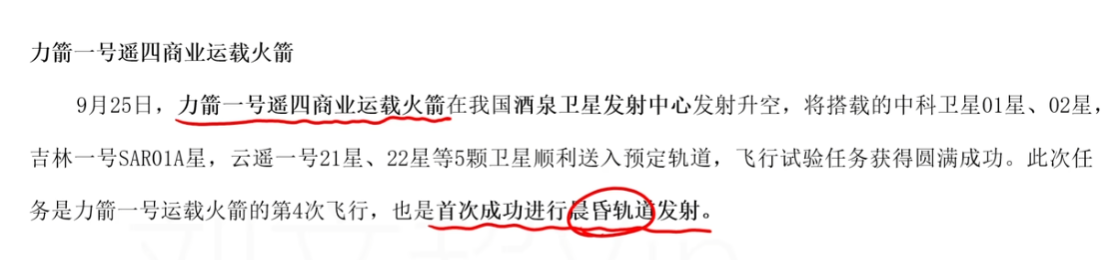 力箭一号遥四商业运载火箭
9月25日，力箭一号遥四商业运载火箭在我国酒泉卫星发射中心发射升空，将搭载的中科卫星01星、02星，
吉林一号SAR01A星，云遥一号21星、22星等5颗卫星顺利送入预定轨道，飞行试验任务获得圆满成功。此次任
务是力箭一号运载火箭的第4次飞行，也是首次成功进行晨昏轨道发射。